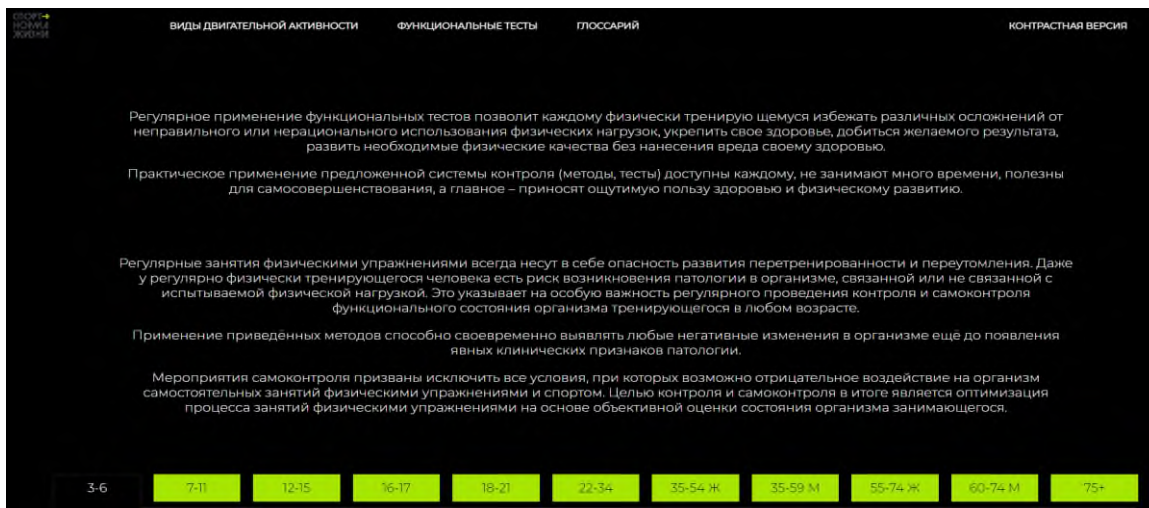 СПОРТ
НОРМА
ЖИЗНИ
ВИДЫ ДВИГАТЕЛЬНОЙ АКТИВНОСТИ
ФУНКЦИОНАЛЬНЫЕ ТЕСТЫ
ГЛОССАРИЙ
КОНТРАСТНАЯ ВЕРСИЯ
Регулярное применение функциональных тестов позволит каждому физически тренирую щемуся избежать различных осложнений от
неправильного или нерационального использования физических нагрузок, укрепить свое здоровье, добиться желаемого результата,
развить необходимые физические качества без нанесения вреда своему здоровью.
Практическое применение предложенной системы контроля (методы, тесты) доступны каждому, не занимают много времени, полезны
для самосовершенствования, а главное – приносят ощутимую пользу здоровью и физическому развитию.
Регулярные занятия физическими упражнениями всегда несут в себе опасность развития перетренированности и переутомления. Даже
у регулярно физически тренирующегося человека есть риск возникновения патологии в организме, связанной или не связанной с
испытываемой физической нагрузкой. Это указывает на особую важность регулярного проведения контроля и самоконтроля
функционального состояния организма тренирующегося в любом возрасте.
Применение приведённых методов способно своевременно выявлять любые негативные изменения в организме ещё до появления
явных клинических признаков патологии.
Мероприятия самоконтроля призваны исключить все условия, при которых возможно отрицательное воздействие на организм
самостоятельных занятий физическими упражнениями и спортом. Целью контроля и самоконтроля в итоге является оптимизация
процесса занятий физическими упражнениями на основе объективной оценки состояния организма занимающегося.
3-6
7-11
12-15
16-17
18-21
22-34
35-54 Ж
35-59 М
55-74 Ж
60-74 М
75+